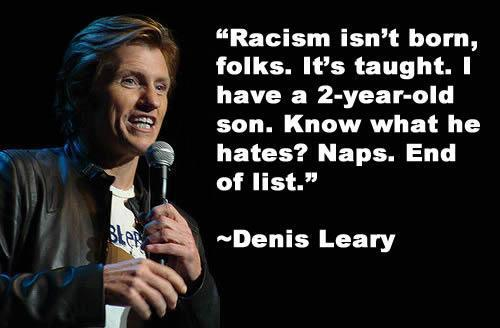 “Racism isn’t born,
folks. It’s taught. I
have a 2-year-old
son. Know what he
hates? Naps. End
of list.”
~Denis Leary